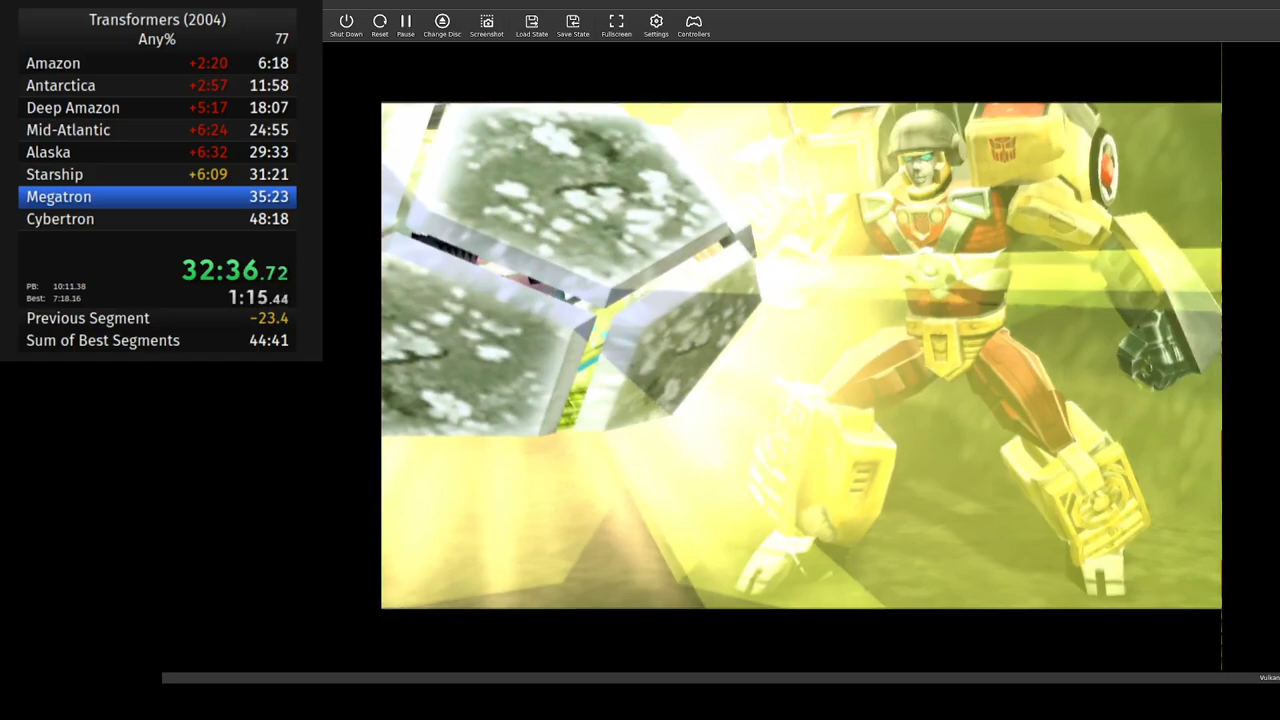 Transformers (2004)
Any% 77
Amazon +2:20 6:18
Antarctica +2:57 11:58
Deep Amazon +5:17 18:07
Mid-Atlantic +6:24 24:55
Alaska +6:32 29:33
Starship +6:09 31:21
Megatron 35:23
Cybertron 48:18
32:36.72
PB: 10:11.38
Best: 7:18.16
1:15.44
Previous Segment -23.4
Sum of Best Segments 44:41
Shut Down Reset Pause Change Disc Screenshot Load State Save State Fullscreen Settings Controllers
Vulkan